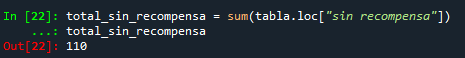 In [22]: total_sin_recompensa = sum(tabla.loc["sin recompensa"])
...: total_sin_recompensa
Out[22]: 110